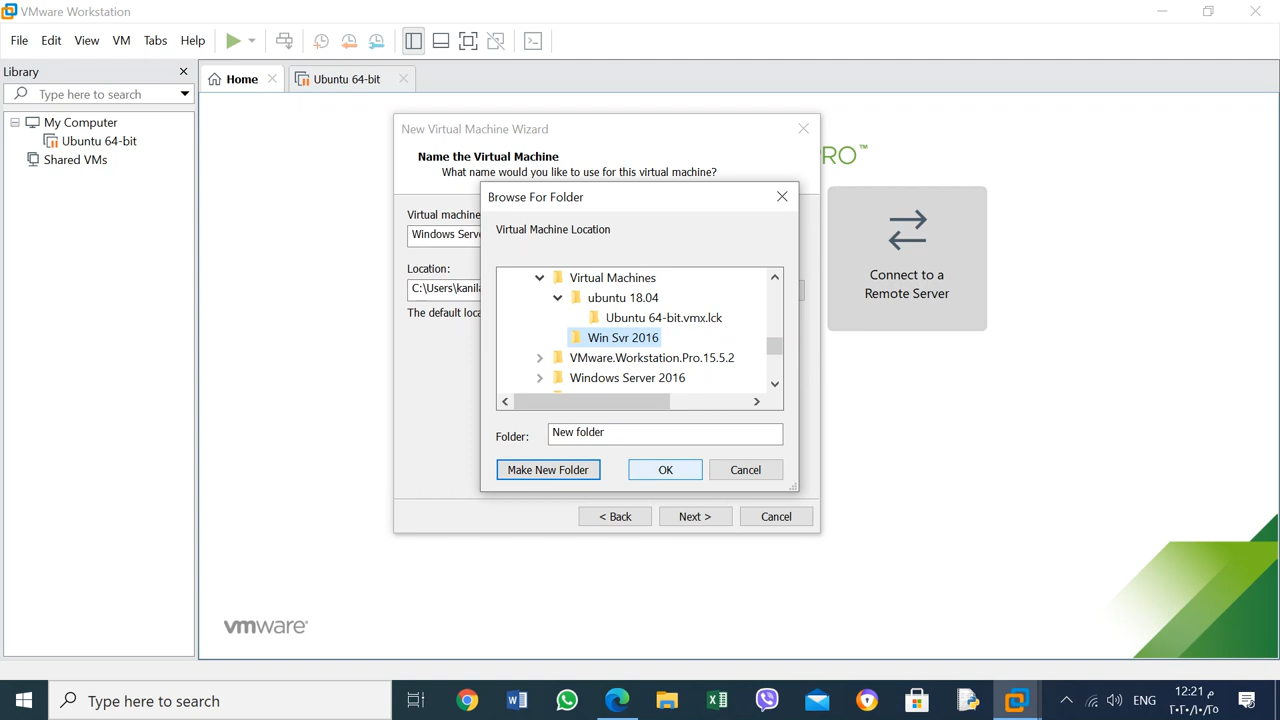 VMware Workstation
File Edit View VM Tabs Help
Library
Type here to search
My Computer
Ubuntu 64-bit
Shared VMs
Home
Ubuntu 64-bit
PRO™
New Virtual Machine Wizard
Name the Virtual Machine
What name would you like to use for this virtual machine?
Virtual machine
Windows Serv
Location:
C:\Users\kanila
The default loca
Browse For Folder
Virtual Machine Location
Virtual Machines
ubuntu 18.04
Ubuntu 64-bit.vmx.lck
Win Svr 2016
VMware.Workstation.Pro.15.5.2
Windows Server 2016
Folder: New folder
Make New Folder OK Cancel
< Back Next > Cancel
Connect to a
Remote Server
vmware
Type here to search
ENG
12:21 م